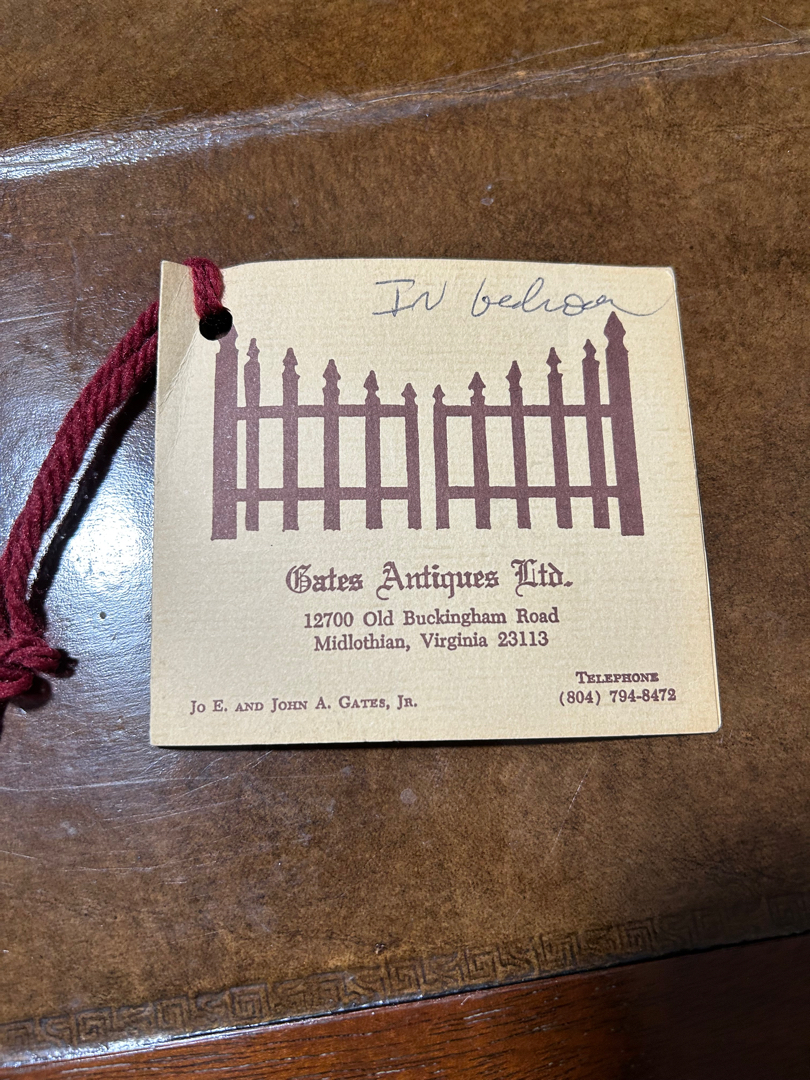 IN bedroom
Gates Antiques Ltd.
12700 Old Buckingham Road
Midlothian, Virginia 23113
TELEPHONE
(804) 794-8472
JO E. AND JOHN A. GATES, JR.